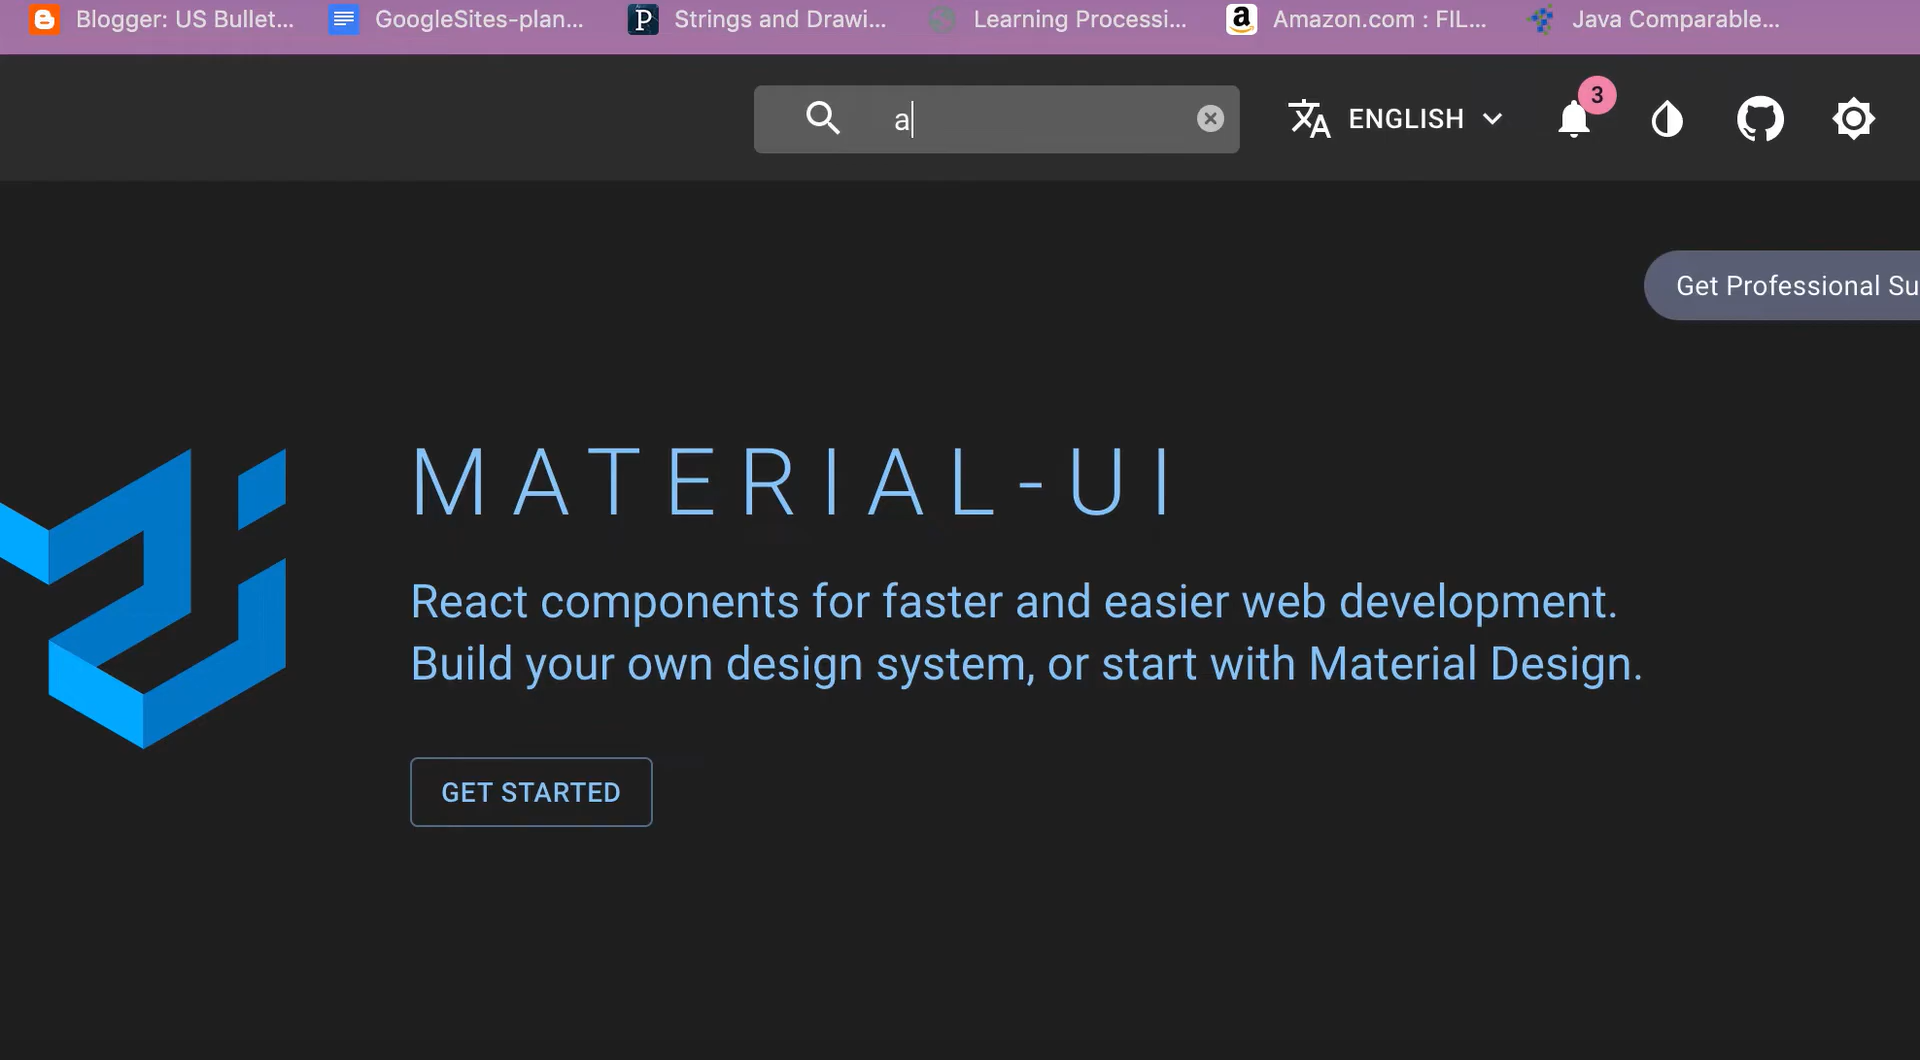 Blogger: US Bullet...
GoogleSites-plan...
Strings and Drawi...
Learning Processi...
Amazon.com : FIL...
Java Comparable...
a
ENGLISH
3
Get Professional Su
MATERIAL-UI
React components for faster and easier web development.
Build your own design system, or start with Material Design.
GET STARTED